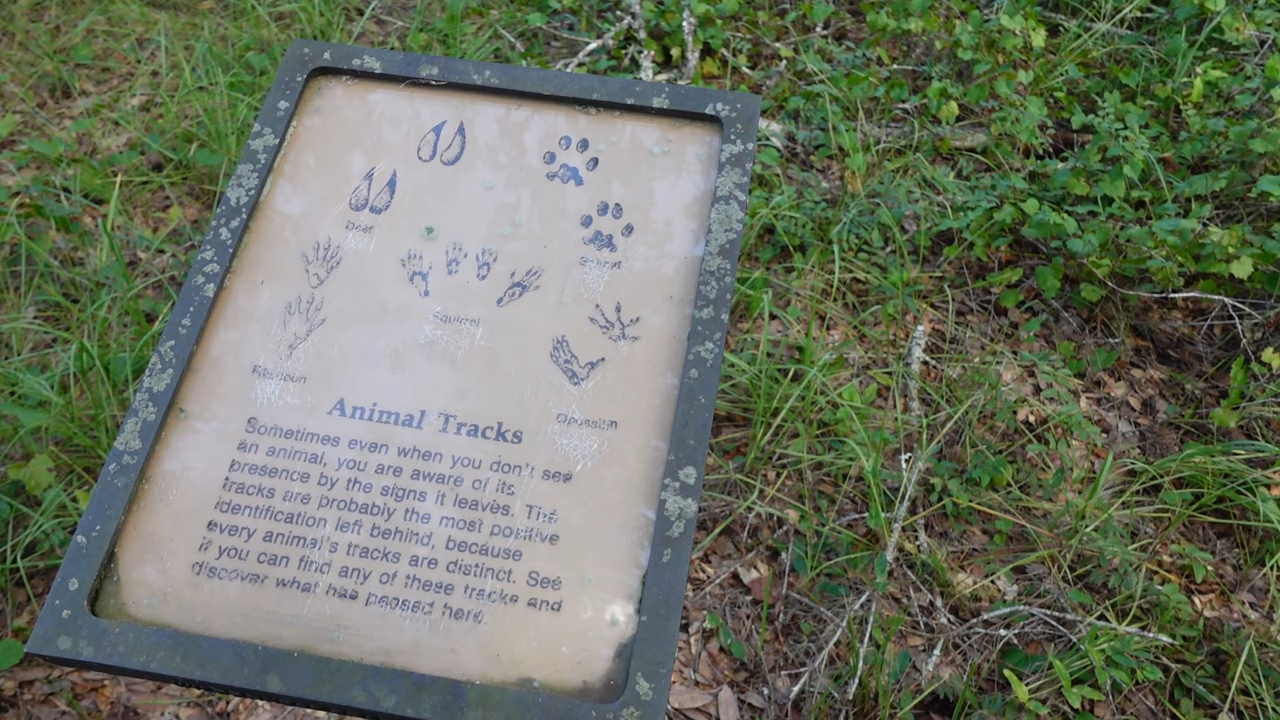 Deer
Squirrel
Raccoon
Opossum
Animal Tracks
Sometimes even when you don't see
an animal, you are aware of its
presence by the signs it leaves. The
tracks are probably the most positive
identification left behind, because
every animal's tracks are distinct. See
if you can find any of these tracks and
discover what has passed here.